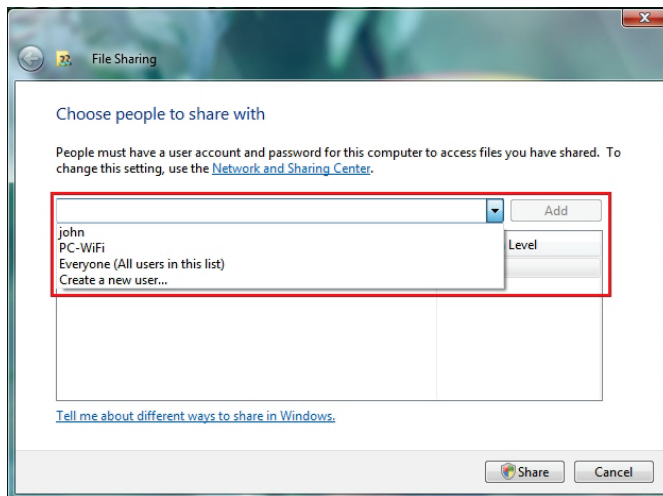 File Sharing
Choose people to share with
People must have a user account and password for this computer to access files you have shared. To
change this setting, use the Network and Sharing Center.
Add
john
PC-WiFi
Level
Everyone (All users in this list)
Create a new user...
Tell me about different ways to share in Windows.
Share
Cancel